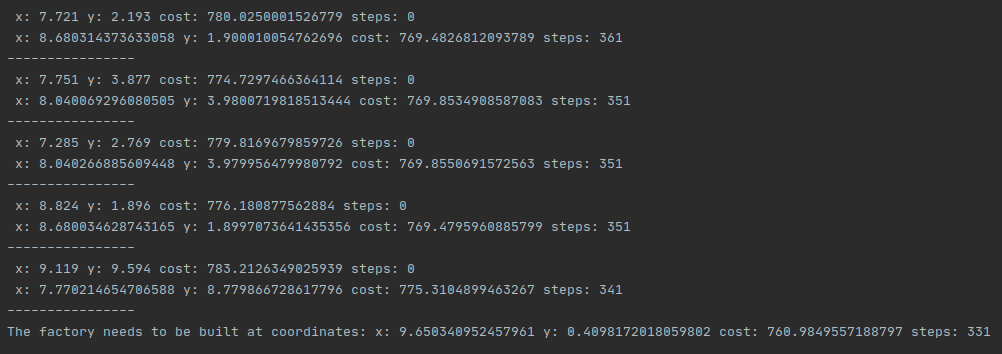 x: 7.721 y: 2.193 cost: 780.0250001526779 steps: 0
x: 8.680314373633058 y: 1.900010054762696 cost: 769.4826812093789 steps: 361
----------------
x: 7.751 y: 3.877 cost: 774.7297466364114 steps: 0
x: 8.040069296080505 y: 3.9800719818513444 cost: 769.8534908587083 steps: 351
----------------
x: 7.285 y: 2.769 cost: 779.8169679859726 steps: 0
x: 8.040266885609448 y: 3.979956479980792 cost: 769.8550691572563 steps: 351
----------------
x: 8.824 y: 1.896 cost: 776.180877562884 steps: 0
x: 8.680034628743165 y: 1.8997073641435356 cost: 769.4795960885799 steps: 351
----------------
x: 9.119 y: 9.594 cost: 783.2126349025939 steps: 0
x: 7.770214654706588 y: 8.779866728617796 cost: 775.3104899463267 steps: 341
----------------
The factory needs to be built at coordinates: x: 9.650340952457961 y: 0.4098172018059802 cost: 760.9849557188797 steps: 331